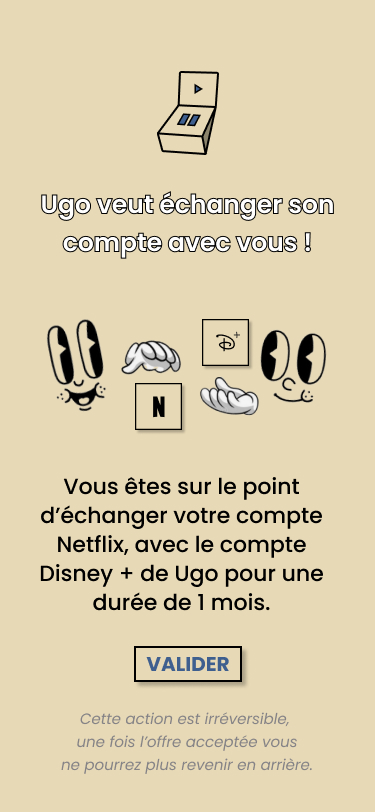 Ugo veut échanger son
compte avec vous !
D+
N
Vous êtes sur le point
d'échanger votre compte
Netflix, avec le compte
Disney + de Ugo pour une
durée de 1 mois.
VALIDER
Cette action est irréversible,
une fois l'offre acceptée vous
ne pourrez plus revenir en arrière.